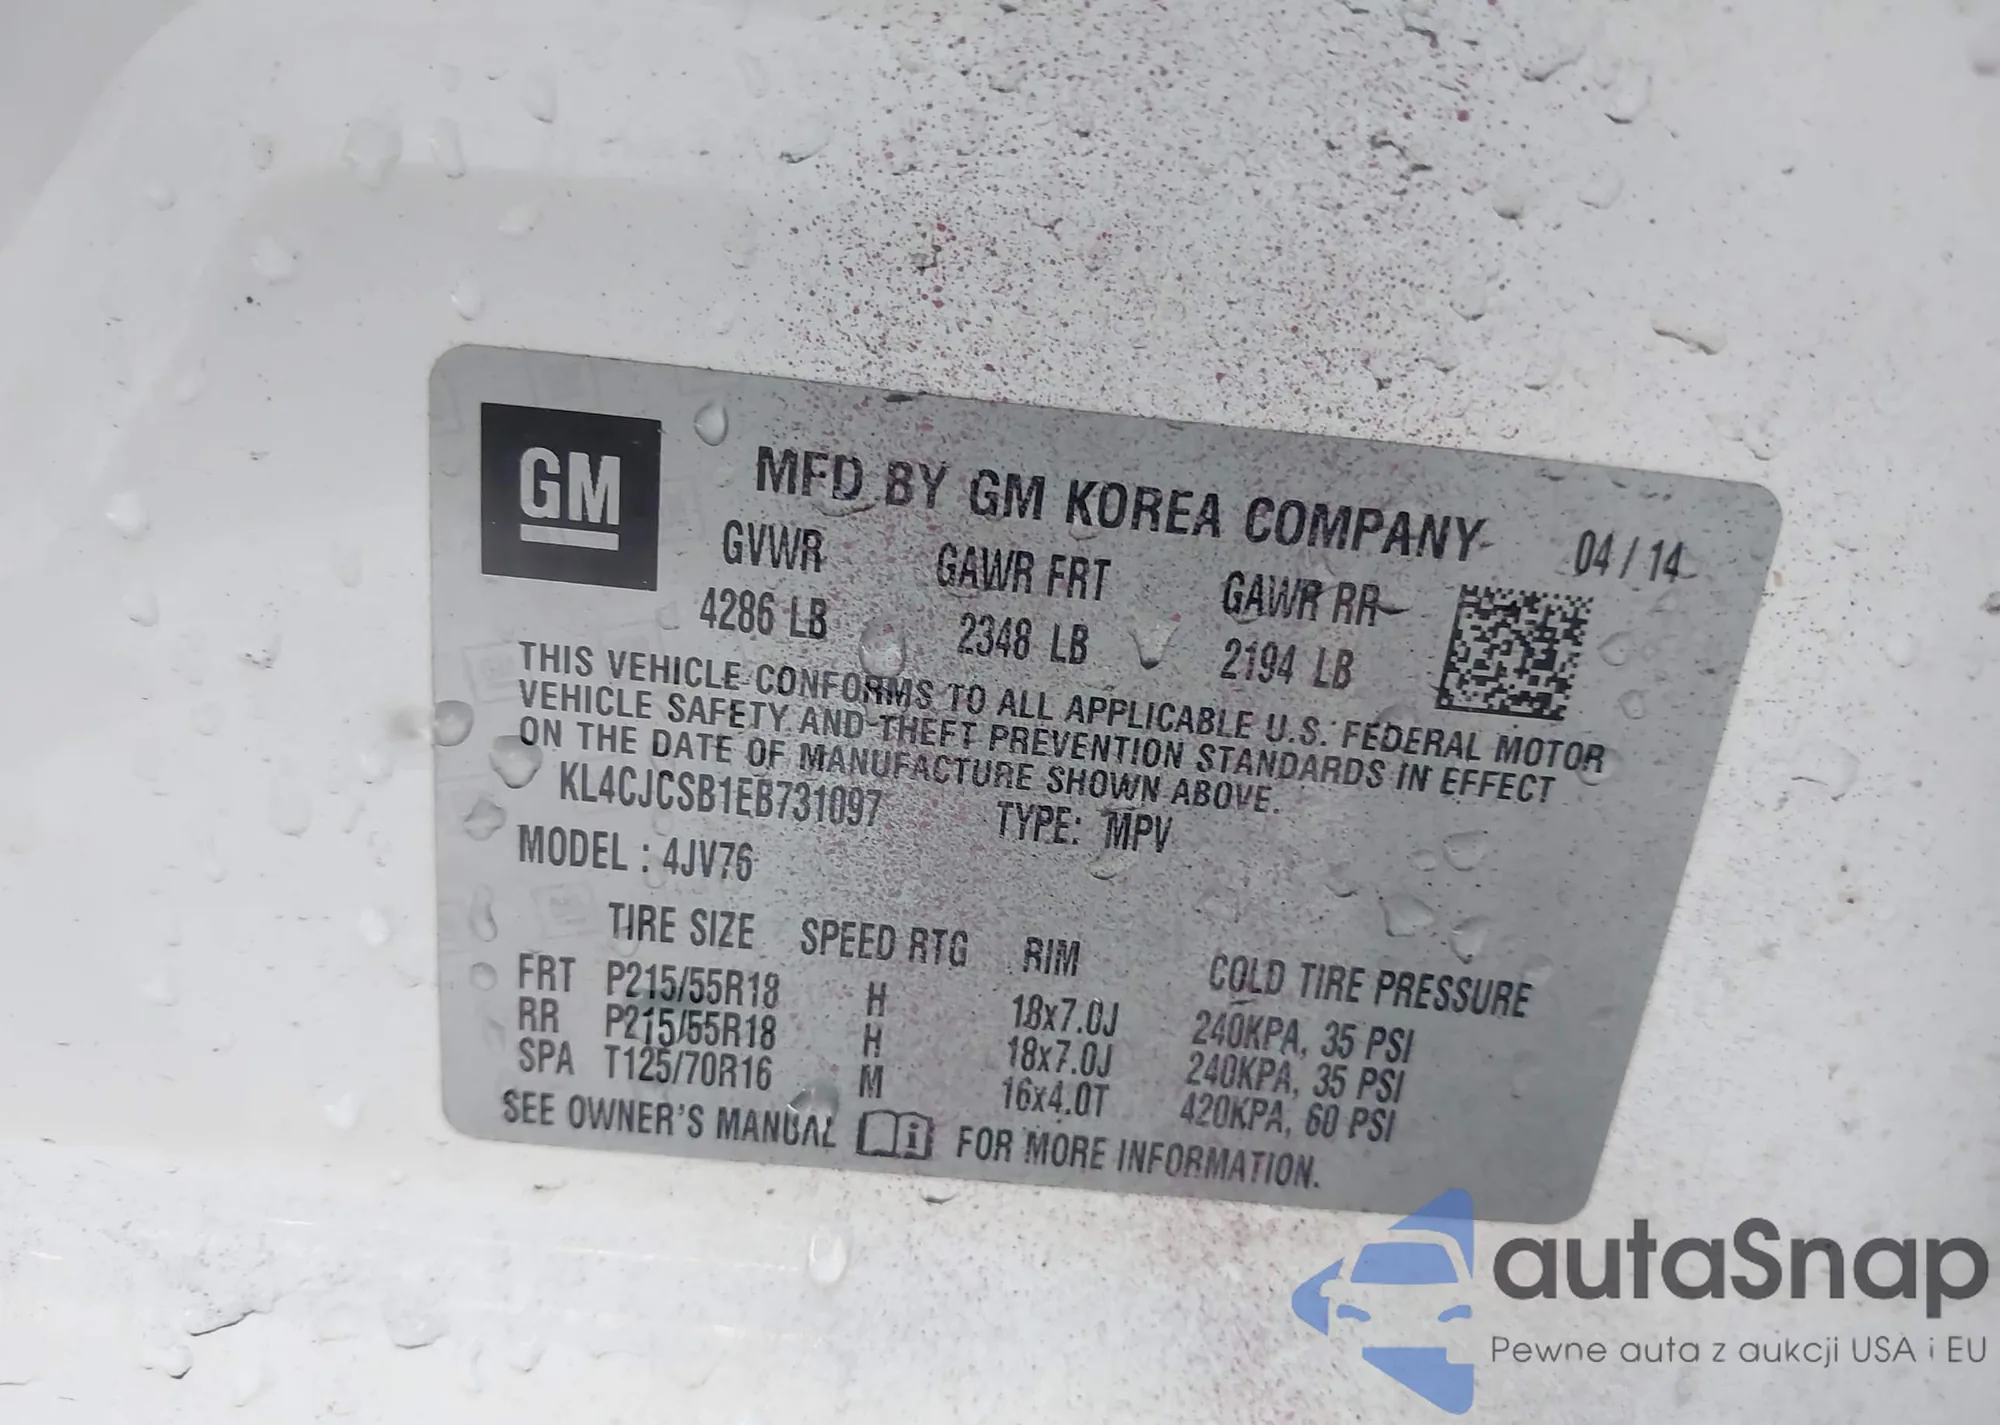 GM
MFD BY GM KOREA COMPANY 04/14
GVWR GAWR FRT GAWR RR
4286 LB 2348 LB 2194 LB
THIS VEHICLE CONFORMS TO ALL APPLICABLE U.S. FEDERAL MOTOR
VEHICLE SAFETY AND THEFT PREVENTION STANDARDS IN EFFECT
ON THE DATE OF MANUFACTURE SHOWN ABOVE.
KL4CJCSB1EB731097 TYPE: MPV
MODEL : 4JV76
TIRE SIZE SPEED RTG RIM COLD TIRE PRESSURE
FRT P215/55R18 H 18x7.0J 240KPA, 35 PSI
RR P215/55R18 H 18x7.0J 240KPA, 35 PSI
SPA T125/70R16 M 16x4.0T 420KPA, 60 PSI
SEE OWNER'S MANUAL FOR MORE INFORMATION.
autaSnap
Pewne auta z aukcji USA i EU